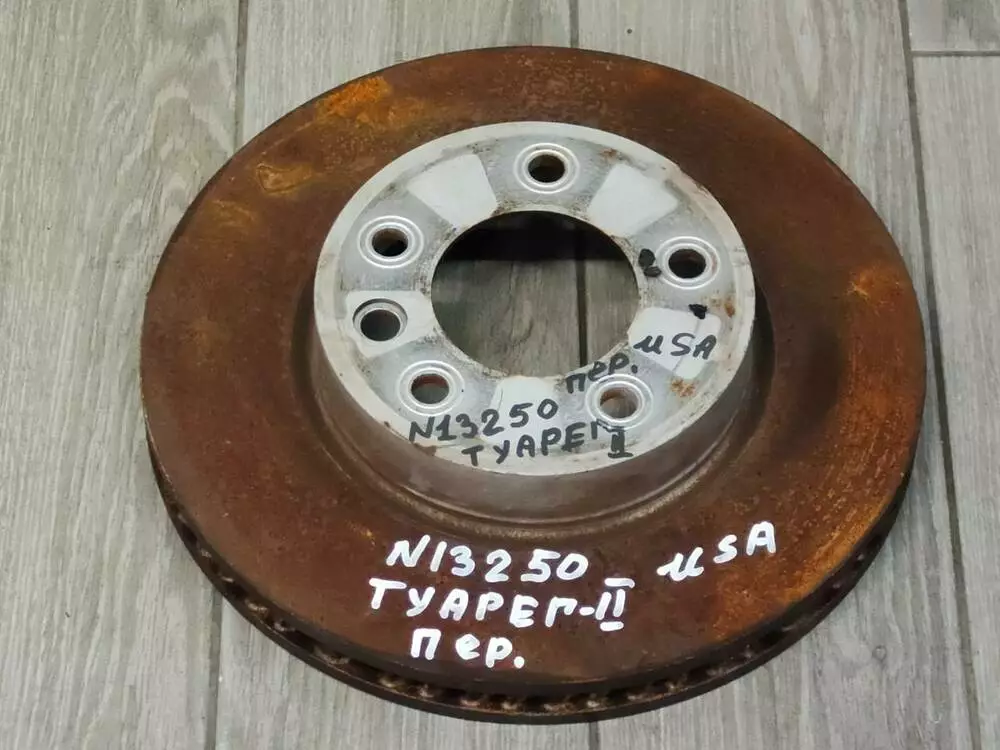 пер. USA
N13250
ТУАРЕГ II
N13250 USA
ТУАРЕГ-II
пер.